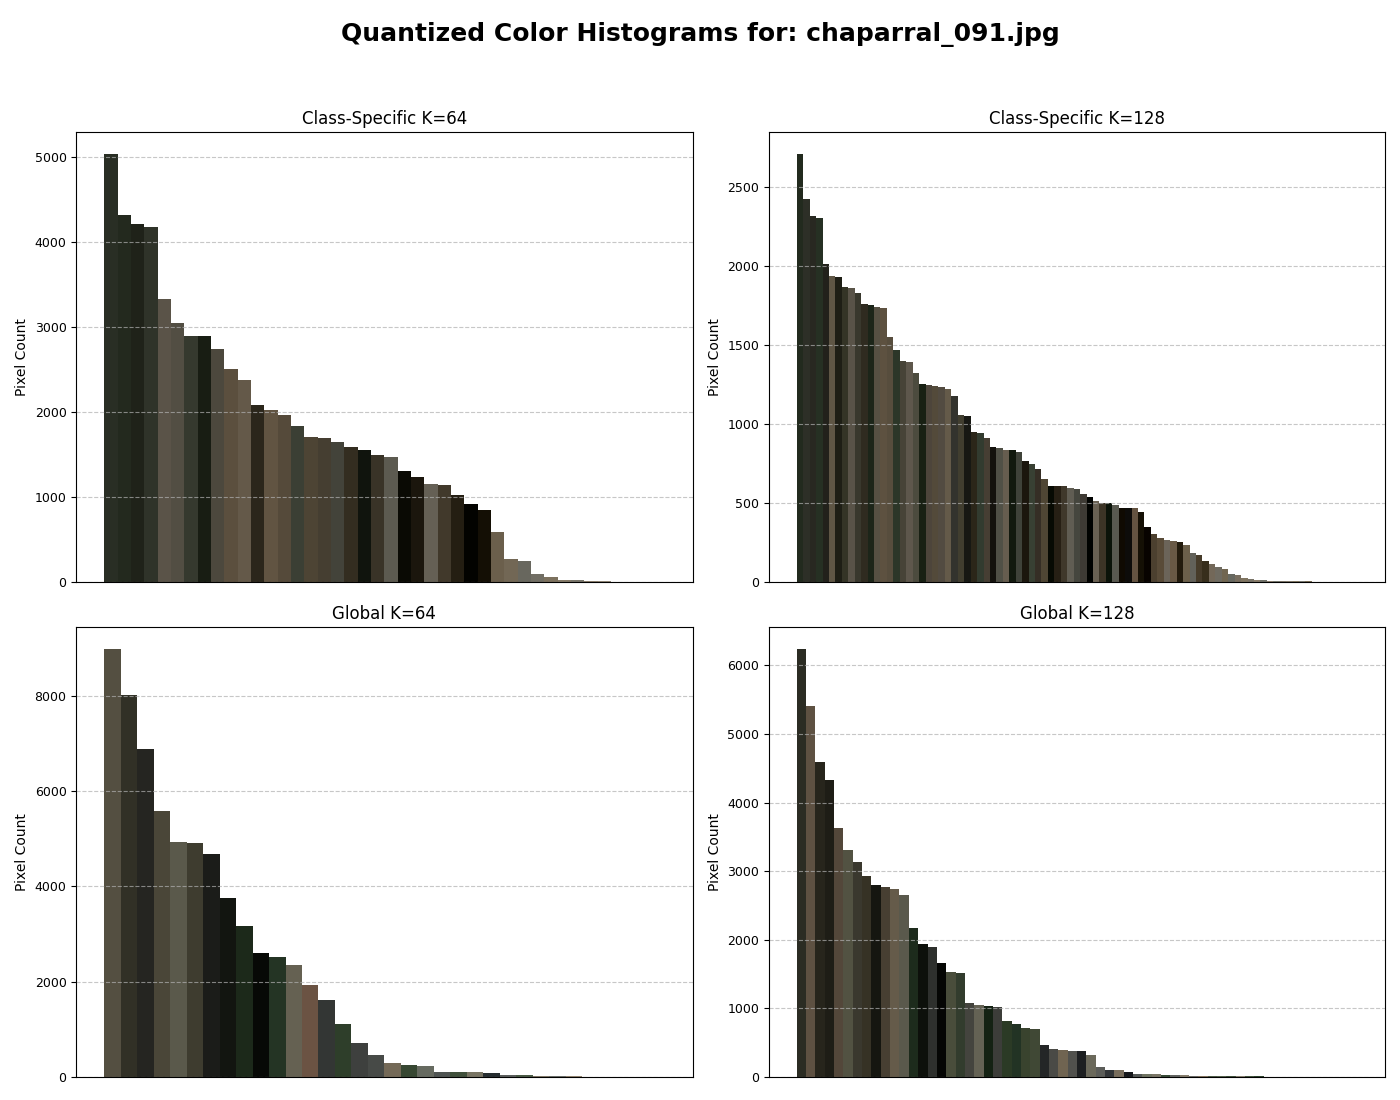 Quantized Color Histograms for: chaparral_091.jpg
Class-Specific K=64
Class-Specific K=128
5000
4000
3000
2000
1000
0
Pixel Count
2500
2000
1500
1000
500
0
Pixel Count
Global K=64
Global K=128
8000
6000
4000
2000
0
Pixel Count
6000
5000
4000
3000
2000
1000
0
Pixel Count